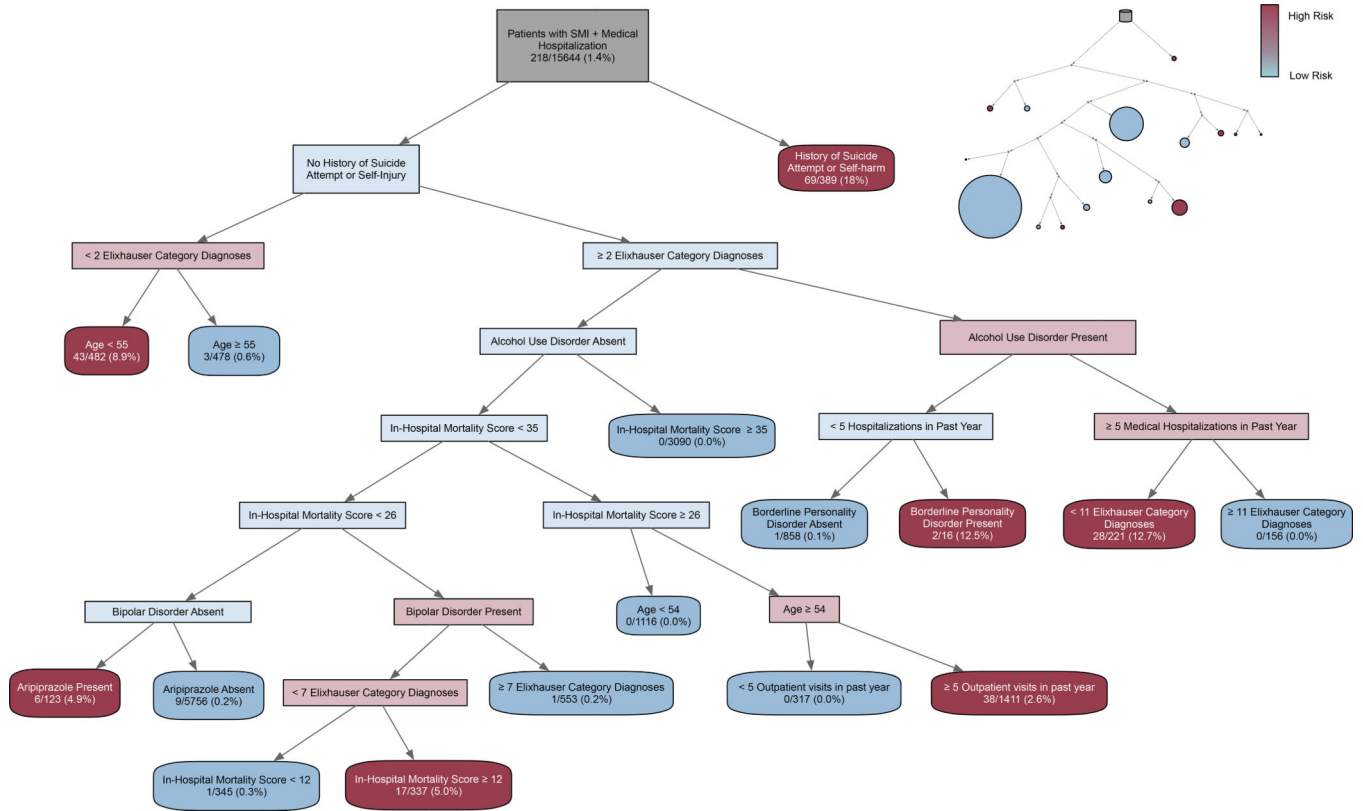 Patients with SMI + Medical
Hospitalization
218/15644 (1.4%)
High Risk
Low Risk
No History of Suicide
Attempt or Self-Injury
History of Suicide
Attempt or Self-harm
69/389 (18%)
< 2 Elixhauser Category Diagnoses
≥ 2 Elixhauser Category Diagnoses
Age < 55
43/482 (8.9%)
Age ≥ 55
3/478 (0.6%)
Alcohol Use Disorder Absent
Alcohol Use Disorder Present
In-Hospital Mortality Score < 35
In-Hospital Mortality Score ≥ 35
0/3090 (0.0%)
< 5 Hospitalizations in Past Year
≥ 5 Medical Hospitalizations in Past Year
In-Hospital Mortality Score < 26
In-Hospital Mortality Score ≥ 26
Borderline Personality
Disorder Absent
1/858 (0.1%)
Borderline Personality
Disorder Present
2/16 (12.5%)
< 11 Elixhauser Category
Diagnoses
28/221 (12.7%)
≥ 11 Elixhauser Category
Diagnoses
0/156 (0.0%)
Bipolar Disorder Absent
Bipolar Disorder Present
Age < 54
0/1116 (0.0%)
Age ≥ 54
Aripiprazole Present
6/123 (4.9%)
Aripiprazole Absent
9/5756 (0.2%)
< 7 Elixhauser Category Diagnoses
≥ 7 Elixhauser Category Diagnoses
1/553 (0.2%)
< 5 Outpatient visits in past year
0/317 (0.0%)
≥ 5 Outpatient visits in past year
38/1411 (2.6%)
In-Hospital Mortality Score < 12
1/345 (0.3%)
In-Hospital Mortality Score ≥ 12
17/337 (5.0%)